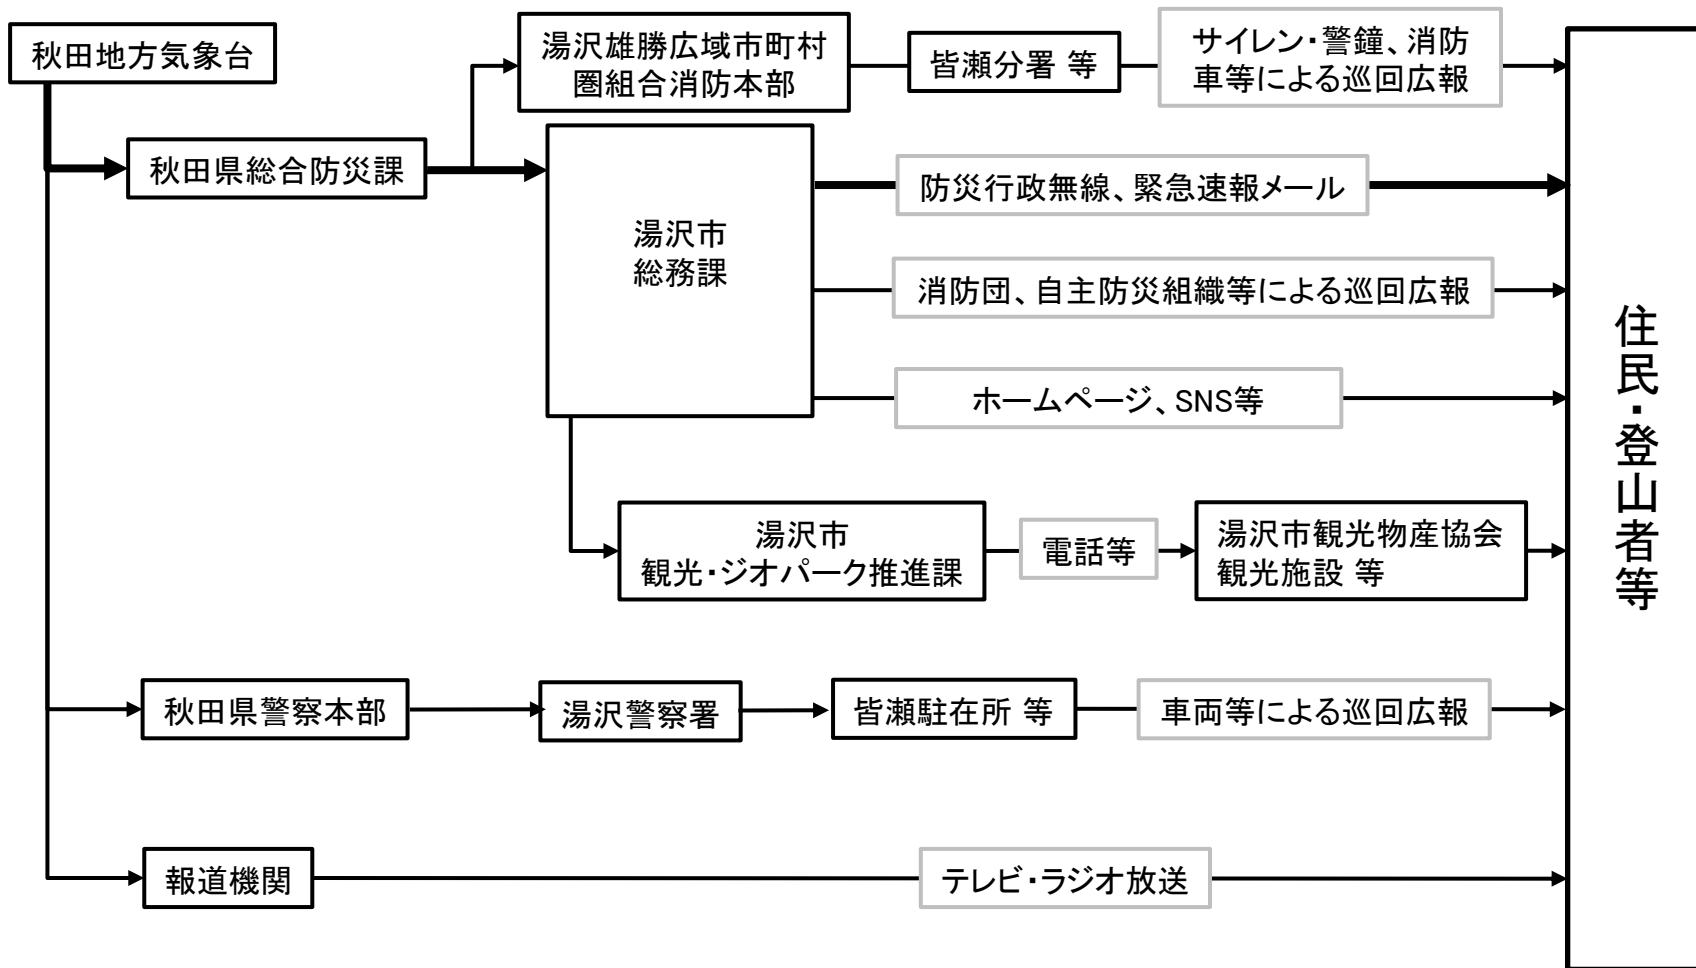 秋田地方気象台
湯沢雄勝広域市町村
圏組合消防本部
皆瀬分署 等
サイレン・警鐘、消防
車等による巡回広報
秋田県総合防災課
湯沢市
総務課
防災行政無線、緊急速報メール
消防団、自主防災組織等による巡回広報
ホームページ、SNS等
湯沢市
観光・ジオパーク推進課
電話等
湯沢市観光物産協会
観光施設 等
秋田県警察本部
湯沢警察署
皆瀬駐在所 等
車両等による巡回広報
報道機関
テレビ・ラジオ放送
住民・登山者等